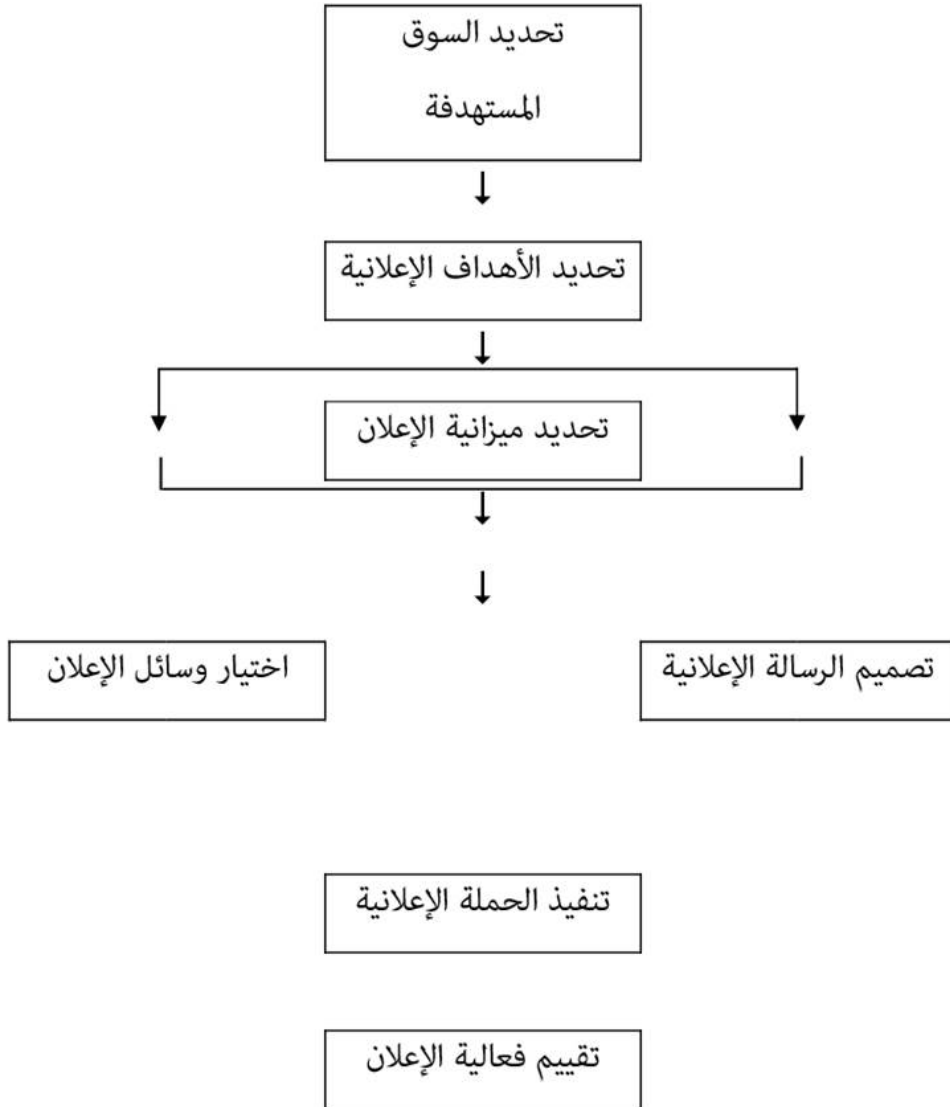 تحديد السوق
المستهدفة
تحديد الأهداف الإعلانية
تحديد ميزانية الإعلان
تصميم الرسالة الإعلانية
اختيار وسائل الإعلان
تنفيذ الحملة الإعلانية
تقييم فعالية الإعلان